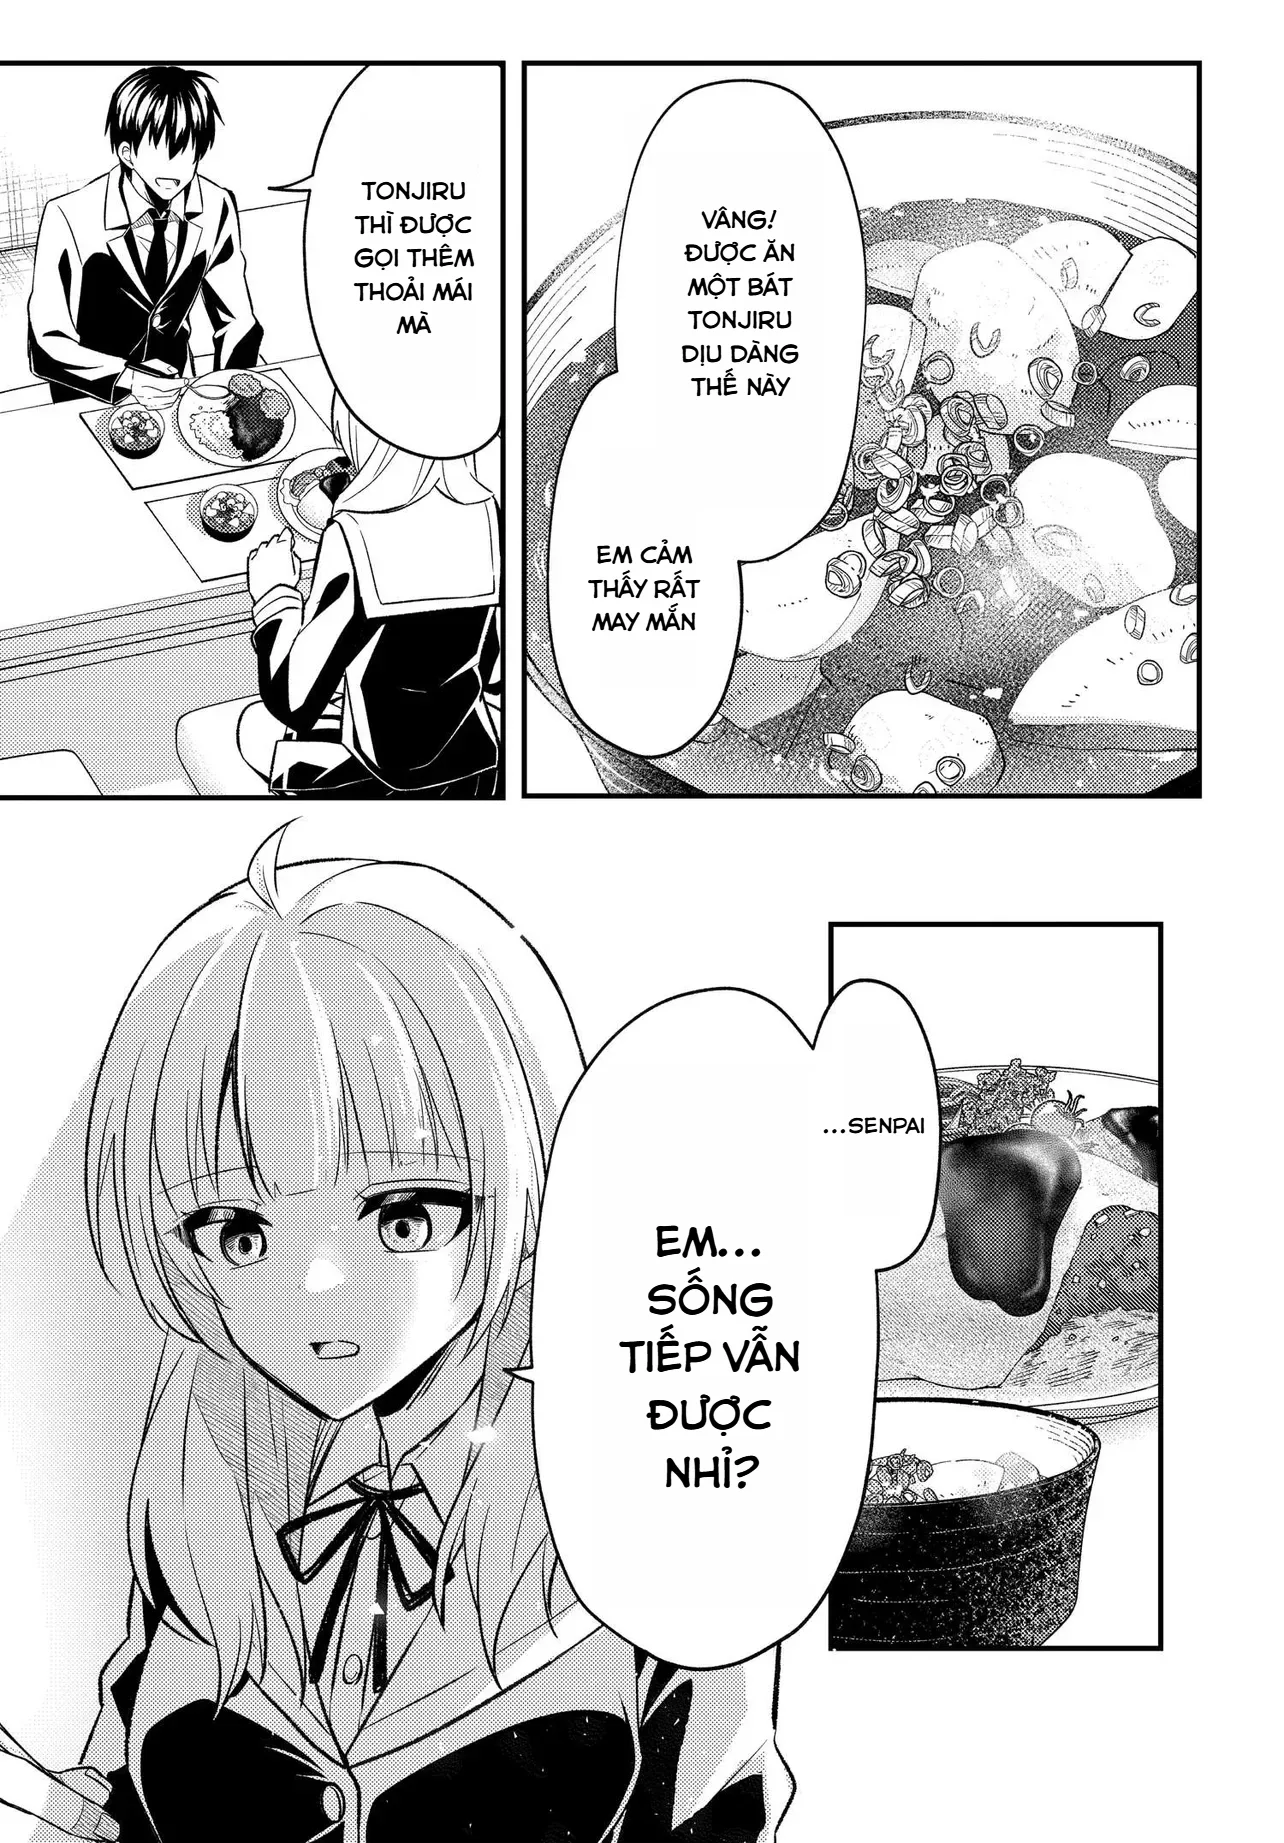 VÂNG!
ĐƯỢC ĂN
MỘT BÁT
TONJIRU
DỊU DÀNG
THẾ NÀY
EM CẢM
THẤY RẤT
MAY MẮN
TONJIRU
THÌ ĐƯỢC
GỌI THÊM
THOẢI MÁI
MÀ
...SENPAI
EM...
SỐNG
TIẾP VẪN
ĐƯỢC
NHỈ?